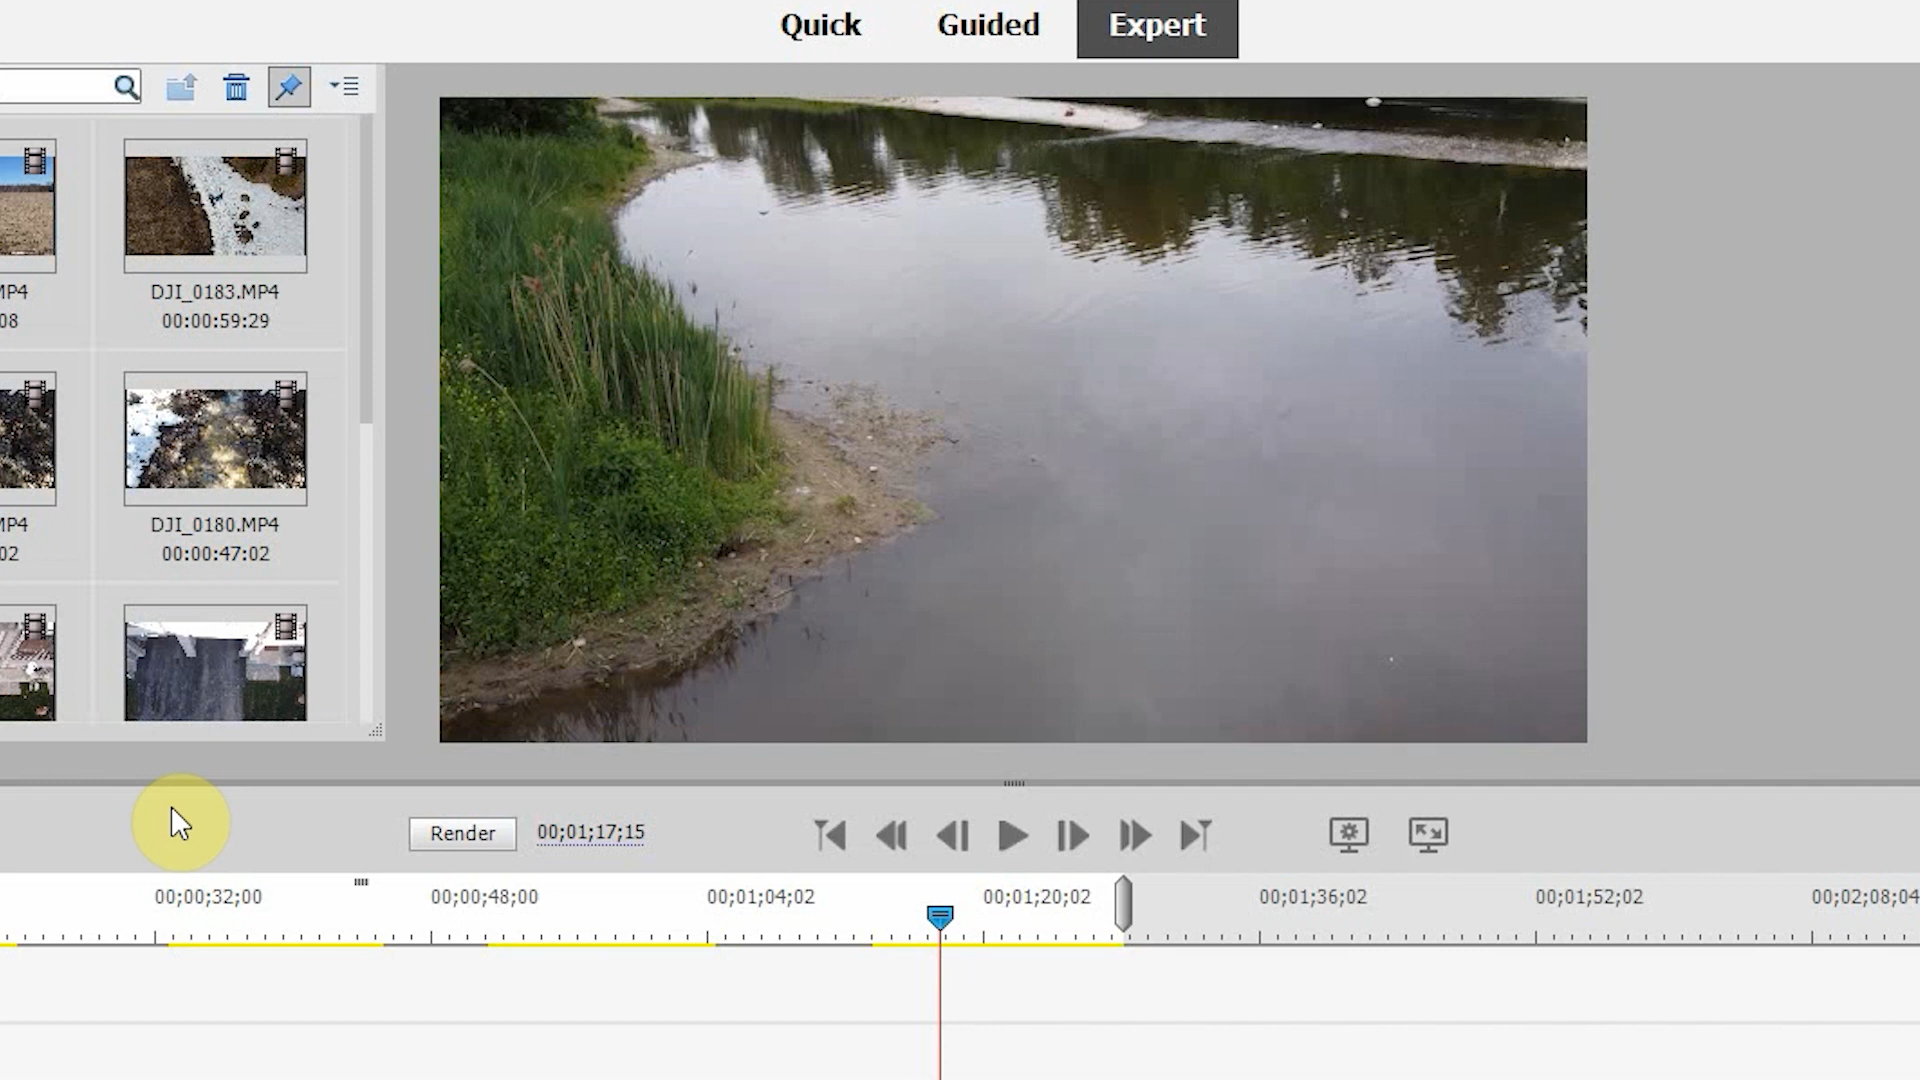 Quick Guided Expert
MP4 DJI_0183.MP4
08 00:00:59:29
MP4 DJI_0180.MP4
02 00:00:47:02
Render 00;01;17;15
00;00;32;00 00;00;48;00 00;01;04;02 00;01;20;02 00;01;36;02 00;01;52;02 00;02;08;04